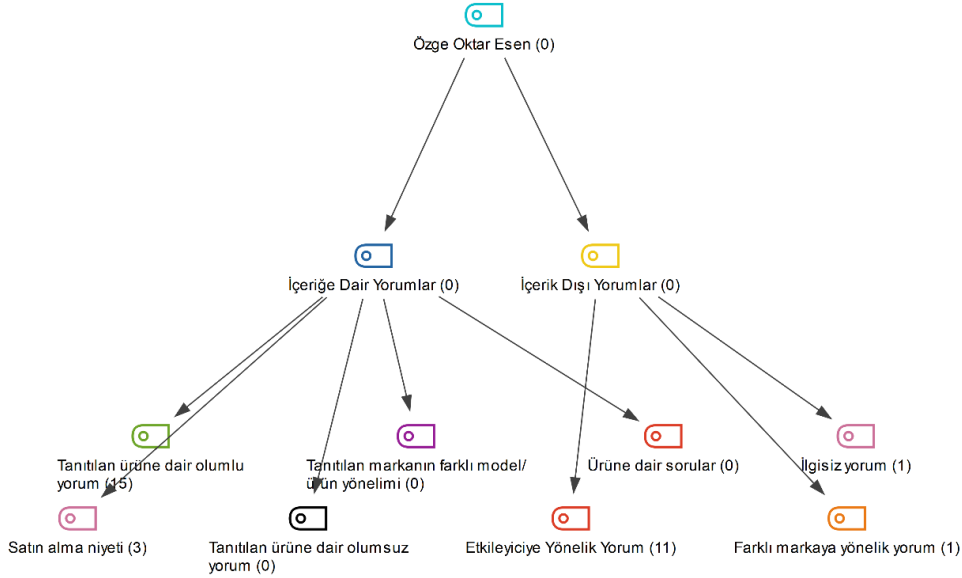 Özge Oktar Esen (0)
İçeriğe Dair Yorumlar (0)
İçerik Dışı Yorumlar (0)
Tanıtılan ürüne dair olumlu
yorum (15)
Tanıtılan markanın farklı model/
ürün yönelimi (0)
Ürüne dair sorular (0)
İlgisiz yorum (1)
Satın alma niyeti (3)
Tanıtılan ürüne dair olumsuz
yorum (0)
Etkileyiciye Yönelik Yorum (11)
Farklı markaya yönelik yorum (1)